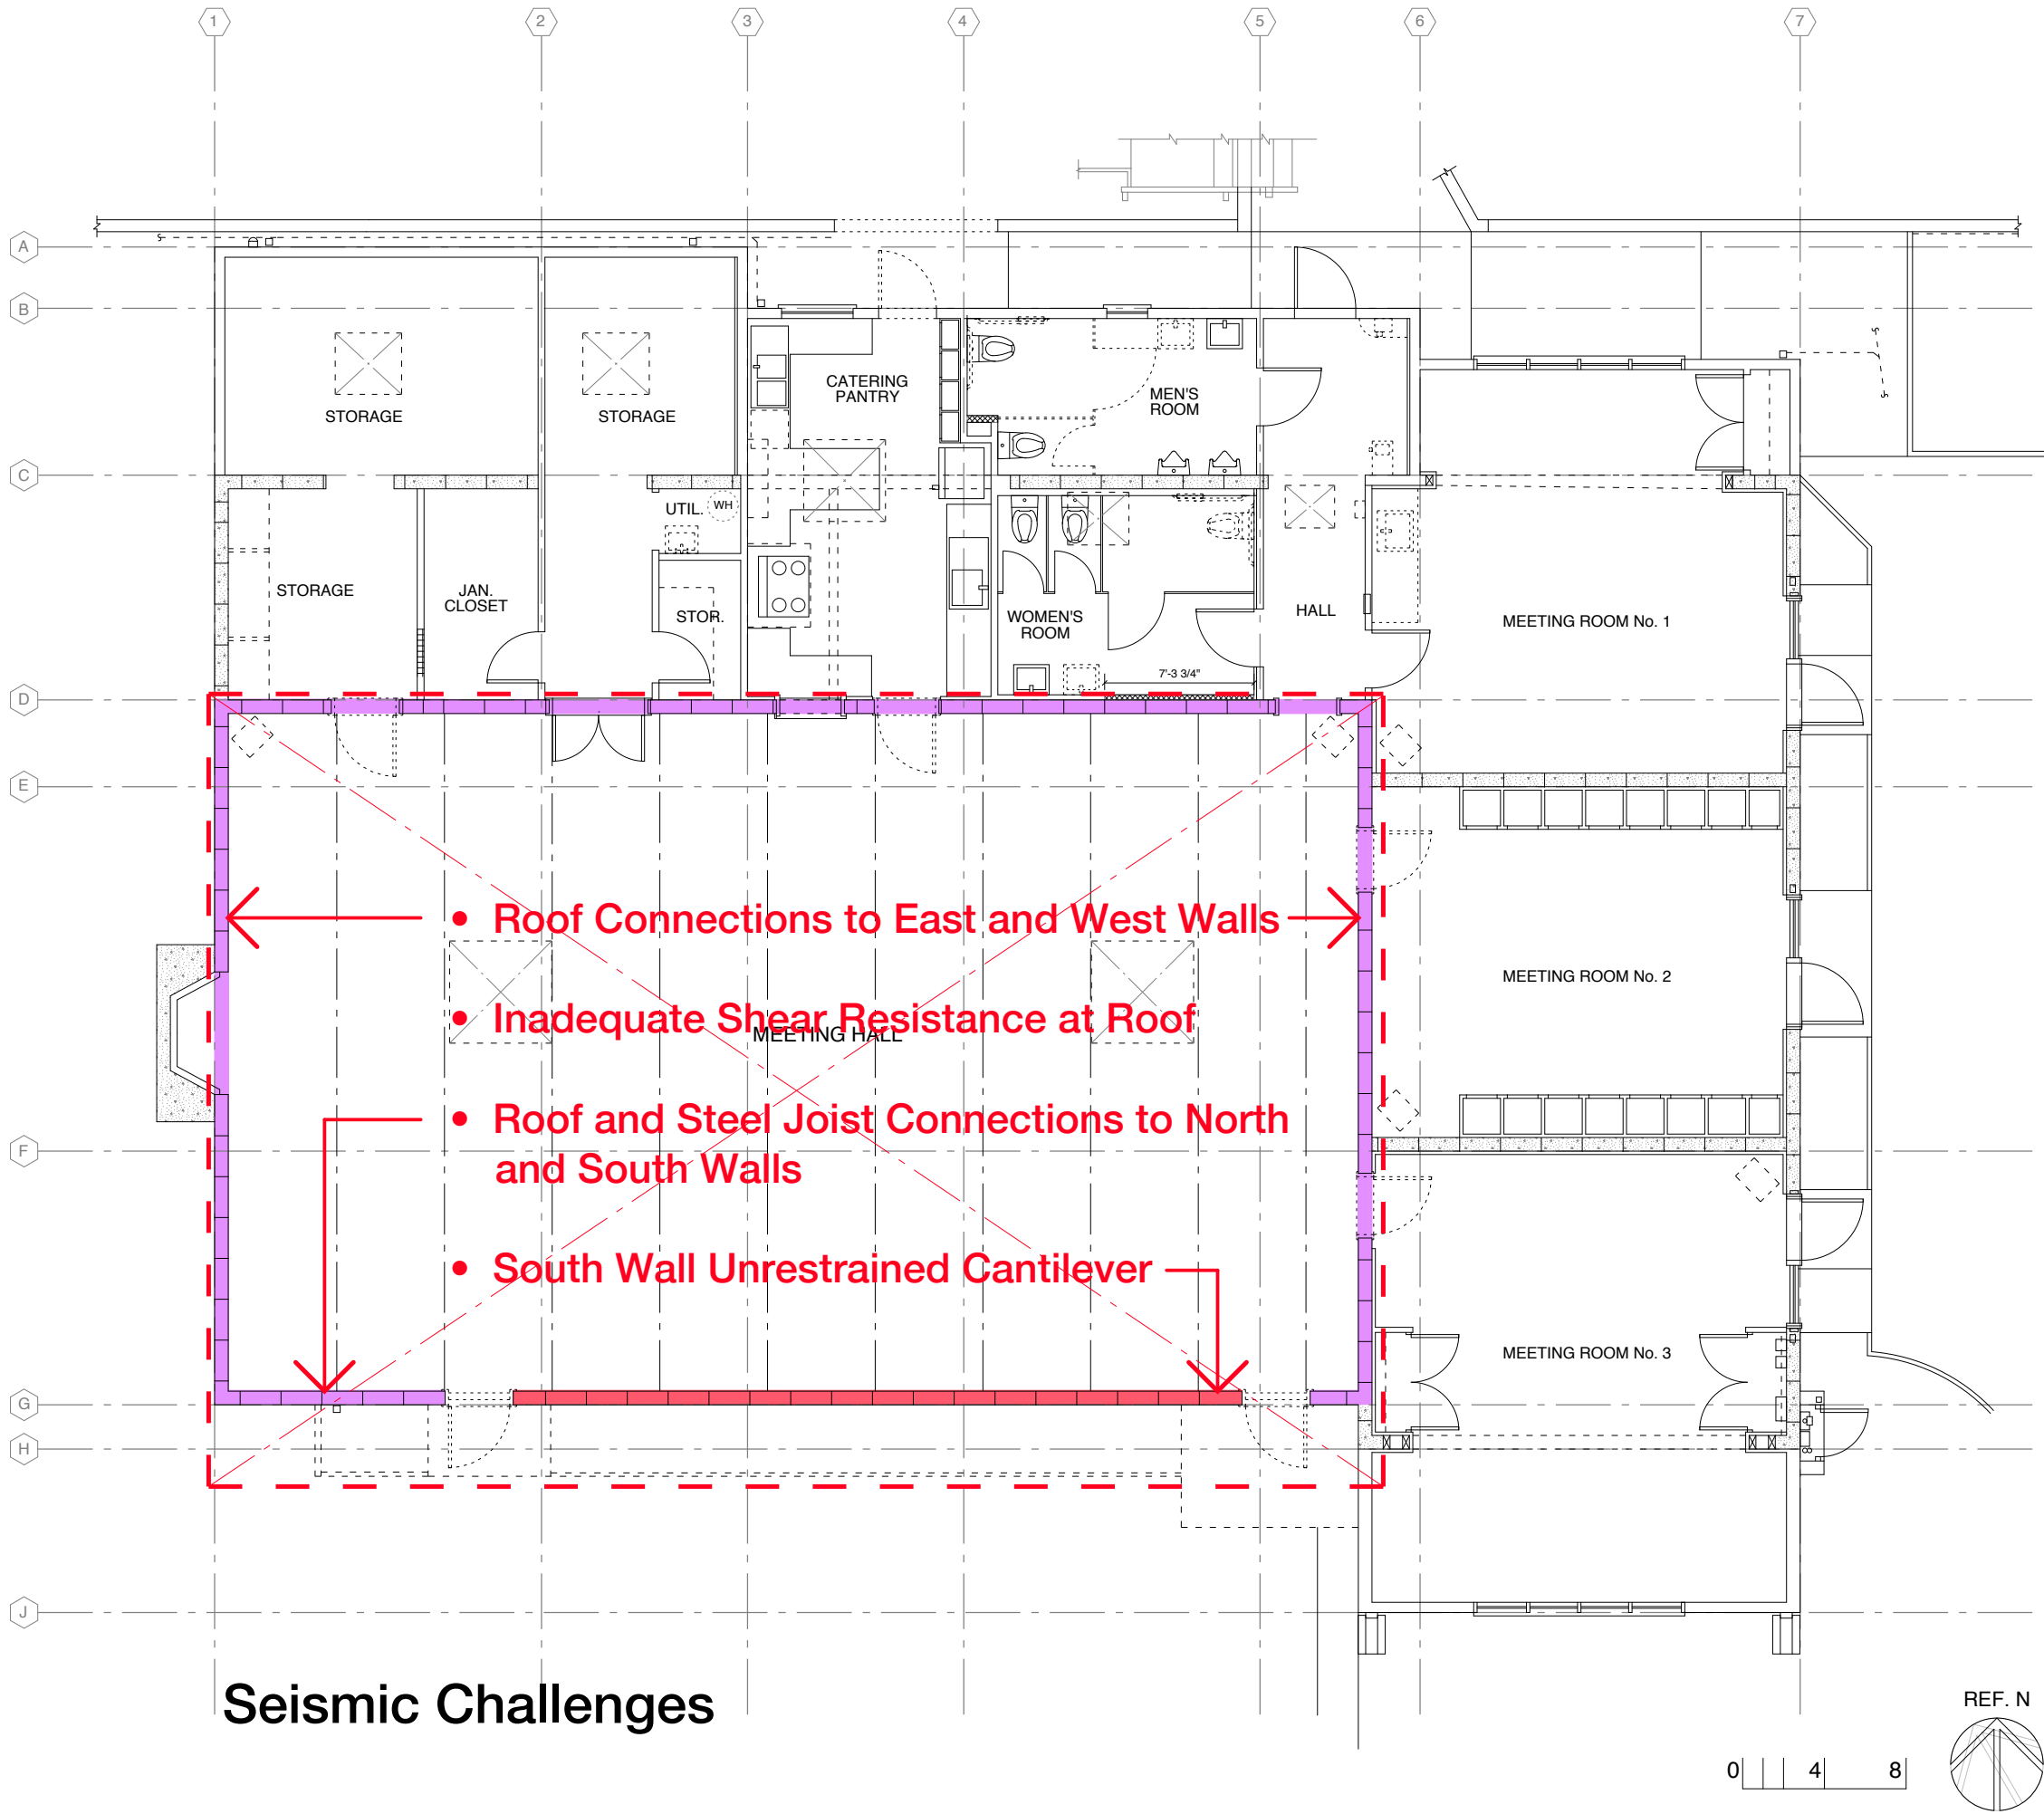 1 2 3 4 5 6 7
A
B
CATERING
PANTRY
MEN'S
ROOM
STORAGE
STORAGE
C
UTIL.
WH
STORAGE
JAN.
CLOSET
STOR.
WOMEN'S
ROOM
HALL
MEETING ROOM No. 1
7'-3 3/4"
D
E
• Roof Connections to East and West Walls
MEETING ROOM No. 2
• Inadequate Shear Resistance at Roof
MEETING HALL
• Roof and Steel Joist Connections to North
and South Walls
F
• South Wall Unrestrained Cantilever
MEETING ROOM No. 3
G
H
J
Seismic Challenges
REF. N
0 4 8